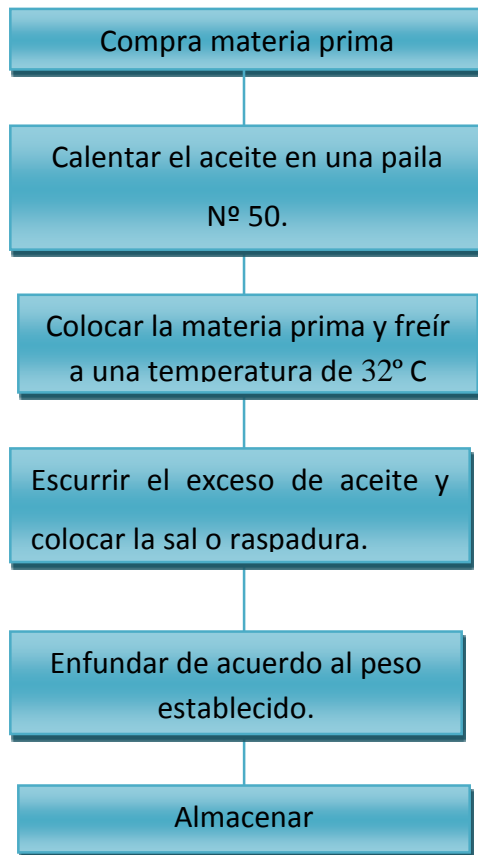 Compra materia prima
Calentar el aceite en una paila
Nº 50.
Colocar la materia prima y freír
a una temperatura de 32º C
Escurrir el exceso de aceite y
colocar la sal o raspadura.
Enfundar de acuerdo al peso
establecido.
Almacenar